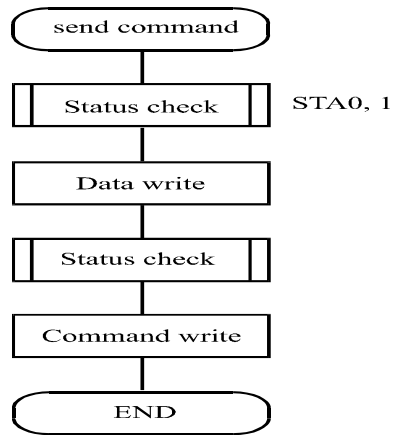 send command
Status check
STA0, 1
Data write
Status check
Command write
END